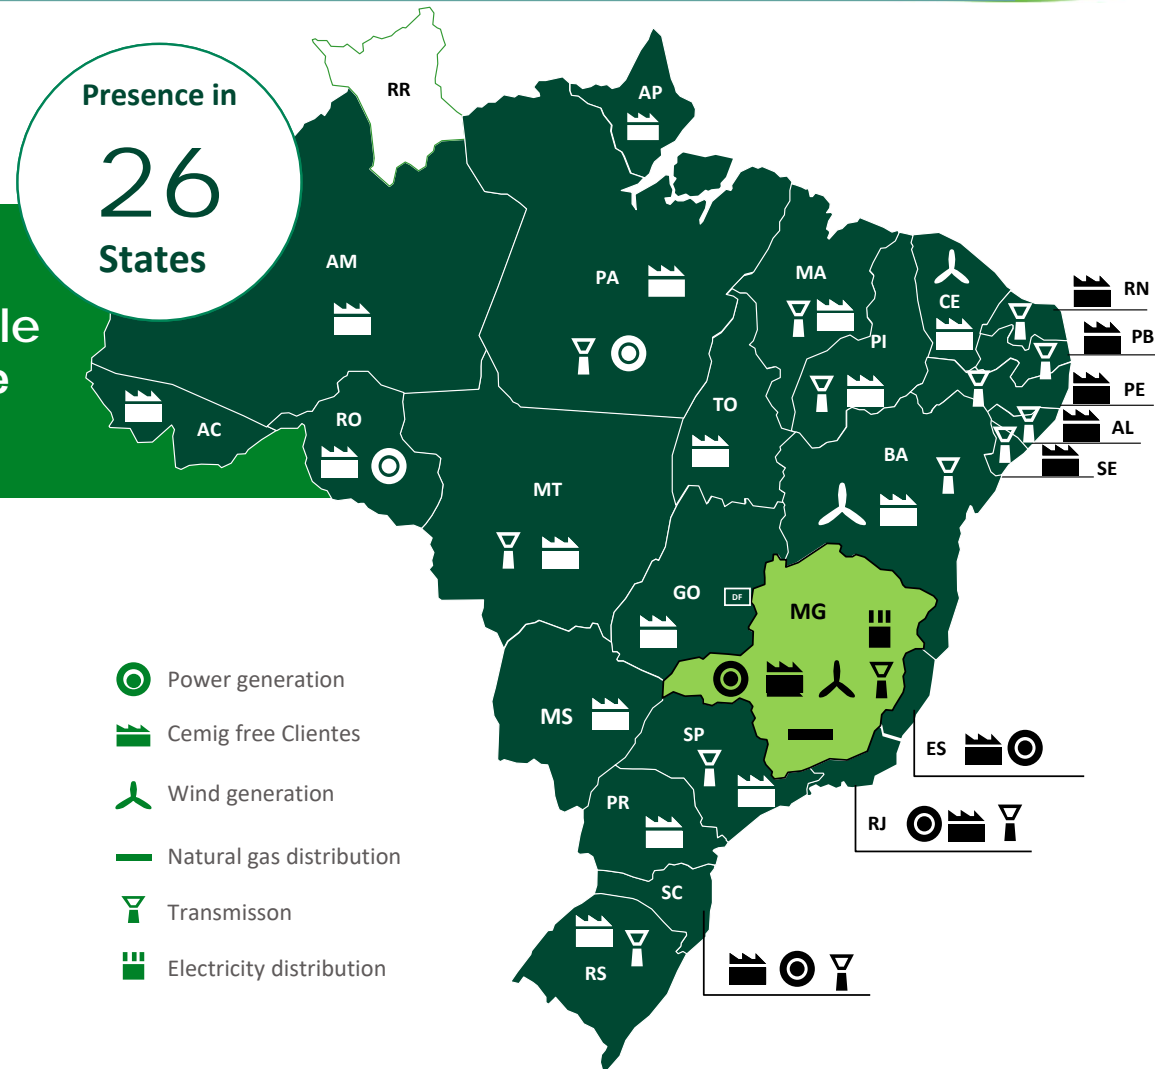 Presence in
26
States
le
e
RR
AP
AM
PA
MA
CE
PI
RN
PB
PE
AL
SE
AC
RO
TO
BA
MT
GO
DF
MG
MS
SP
ES
RJ
PR
SC
RS
Power generation
Cemig free Clientes
Wind generation
Natural gas distribution
Transmisson
Electricity distribution